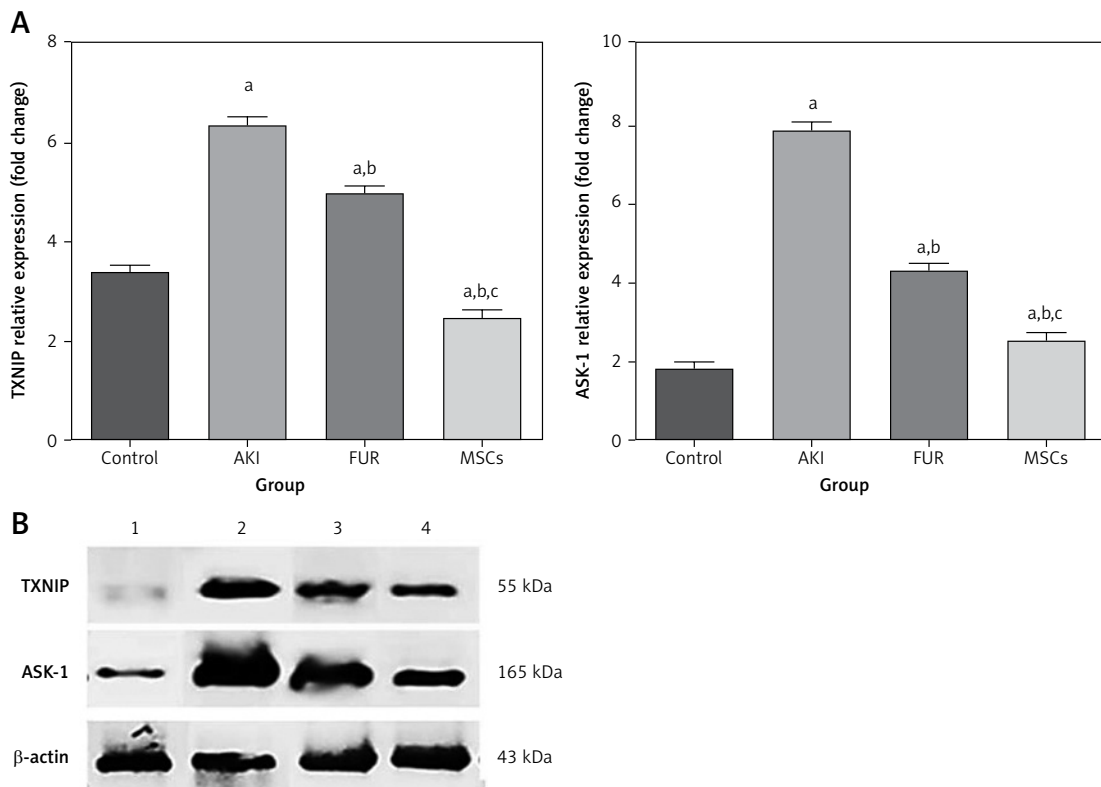 A
TXNIP relative expression (fold change)
8
6
4
2
0
a
a,b
a,b,c
Control AKI FUR MSCs
Group
ASK-1 relative expression (fold change)
10
8
6
4
2
0
a
a,b
a,b,c
Control AKI FUR MSCs
Group
B
1 2 3 4
TXNIP 55 kDa
ASK-1 165 kDa
β-actin 43 kDa